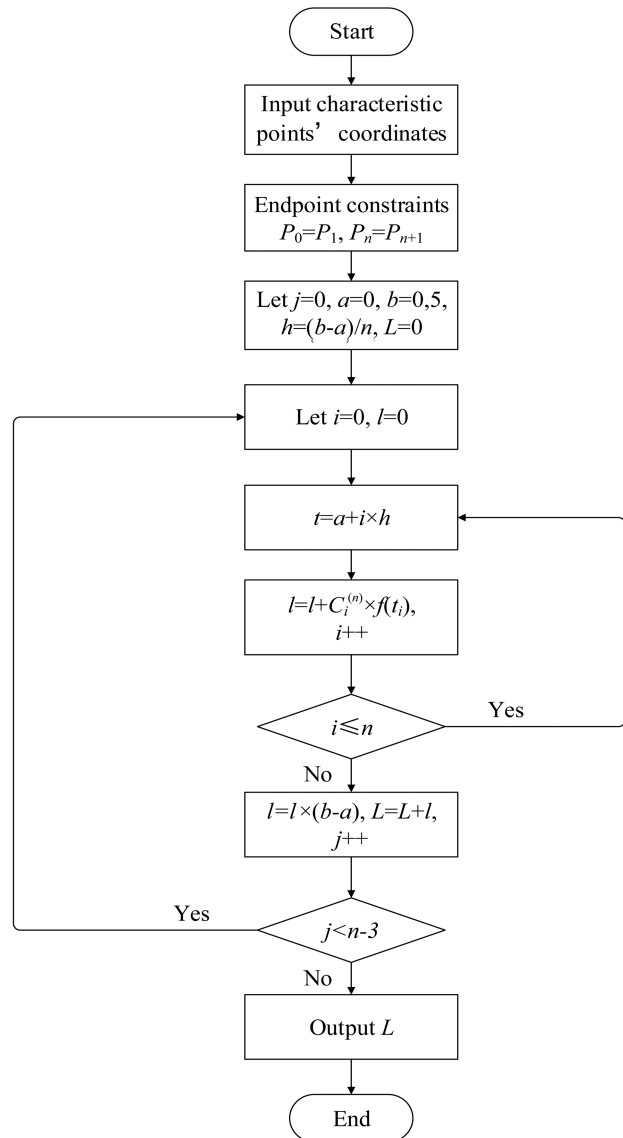 Start
Input characteristic
points’ coordinates
Endpoint constraints
P₀=P₁, Pₙ=Pₙ₊₁
Let j=0, a=0, b=0,5,
h=(b-a)/n, L=0
Let i=0, l=0
t=a+i×h
l=l+Cᵢ⁽ⁿ⁾×f(tᵢ),
i++
i≤n
Yes
No
l=l×(b-a), L=L+l,
j++
Yes
j<n-3
No
Output L
End